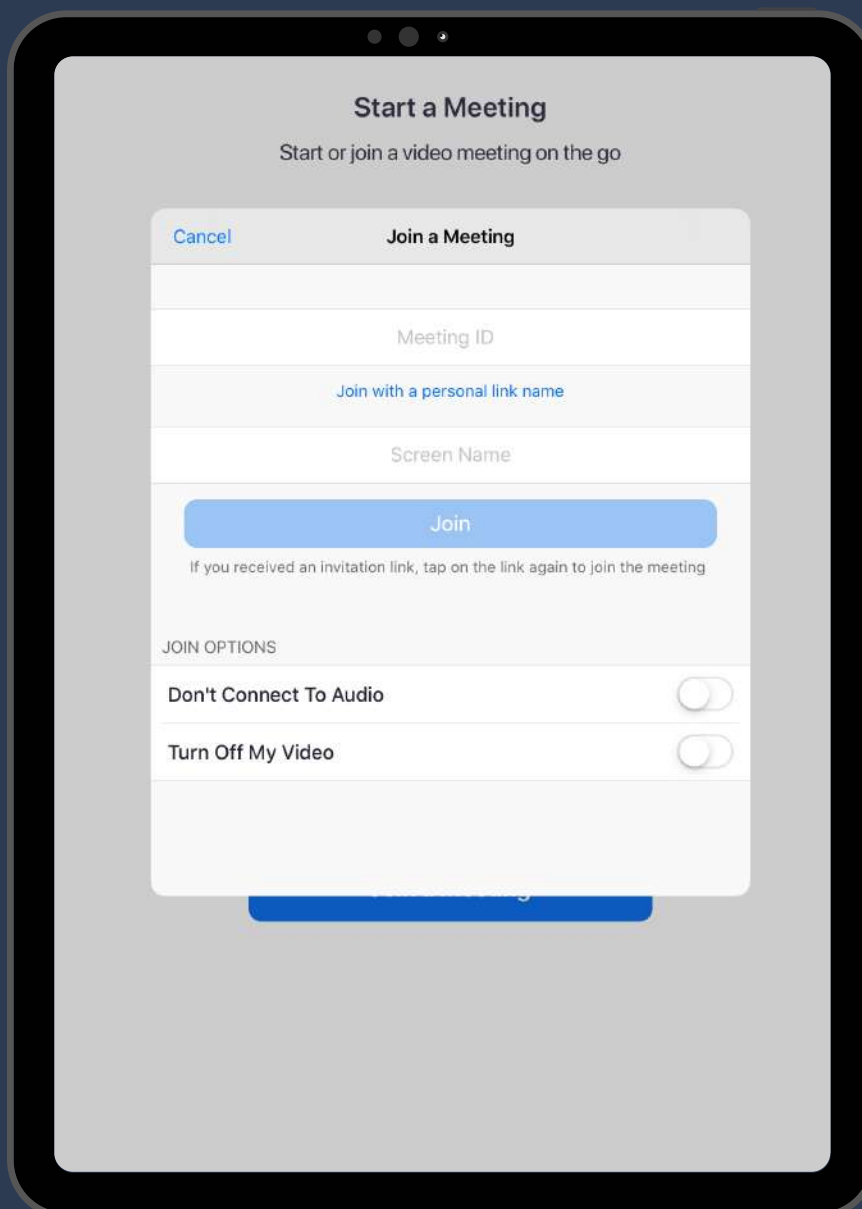 Start a Meeting
Start or join a video meeting on the go
Cancel
Join a Meeting
Meeting ID
Join with a personal link name
Screen Name
Join
If you received an invitation link, tap on the link again to join the meeting
JOIN OPTIONS
Don't Connect To Audio
Turn Off My Video